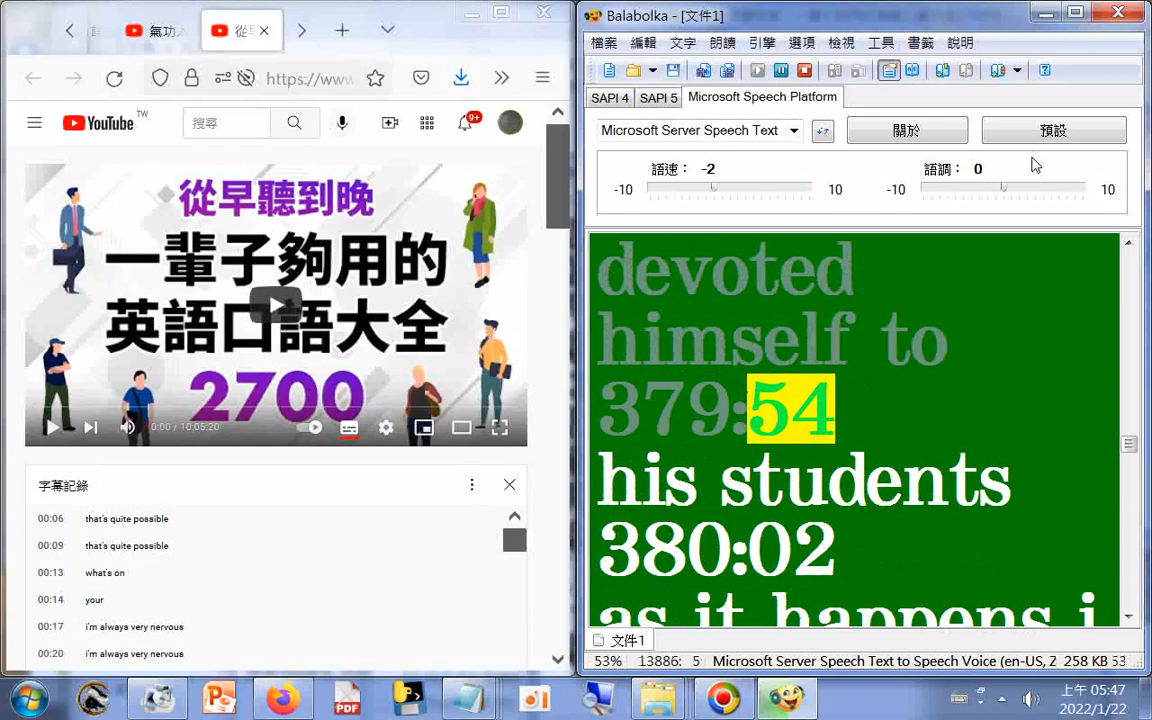 氣功
從
https://www
YouTube TW
搜尋
9+
從早聽到晚
一輩子夠用的
英語口語大全
2700
0:00 / 10:05:20
字幕記錄
00:06 that's quite possible
00:09 that's quite possible
00:13 what's on
00:14 your
00:17 i'm always very nervous
00:20 i'm always very nervous
Balabolka - [文件1]
檔案 編輯 文字 朗讀 引擎 選項 檢視 工具 書籤 說明
SAPI 4 SAPI 5 Microsoft Speech Platform
Microsoft Server Speech Text 關於 預設
語速： -2 語調： 0
-10 10 -10 10
devoted
himself to
379:54
his students
380:02
as it happens i
文件1
53% 13886: 5 Microsoft Server Speech Text to Speech Voice (en-US, Z 258 KB 53
PDF
上午 05:47
2022/1/22